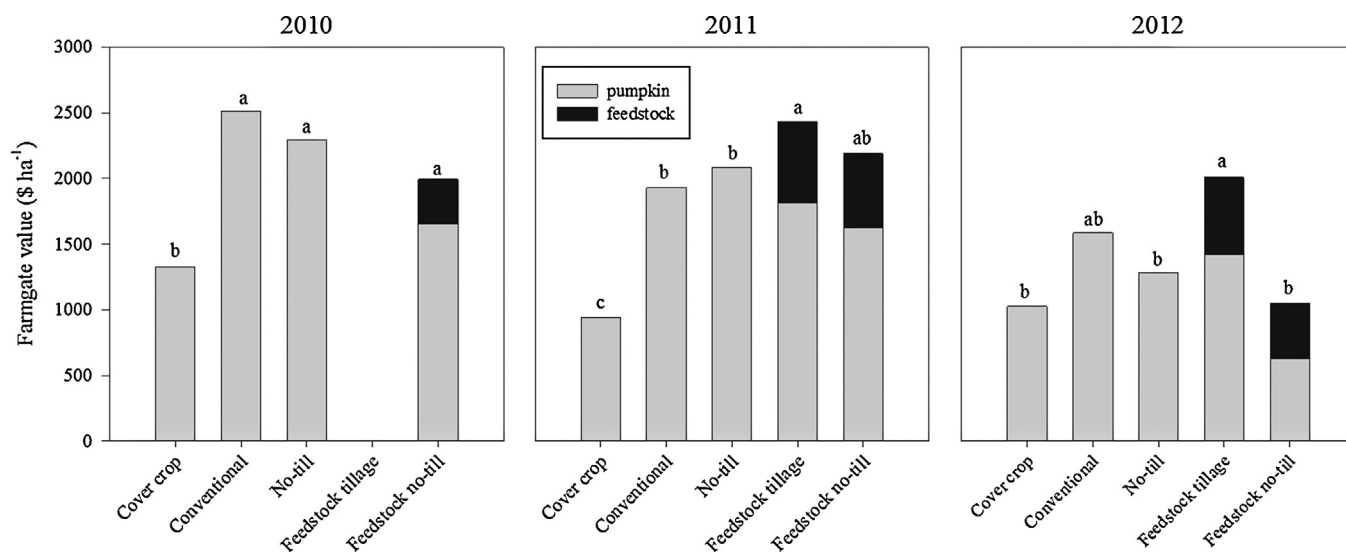 2010
2011
2012
Farmgate value ($ ha-1)
3000
2500
2000
1500
1000
500
0
pumpkin
feedstock
b
a
a
a
c
b
b
a
ab
b
ab
b
a
b
Cover crop
Conventional
No-till
Feedstock tillage
Feedstock no-till
Cover crop
Conventional
No-till
Feedstock tillage
Feedstock no-till
Cover crop
Conventional
No-till
Feedstock tillage
Feedstock no-till